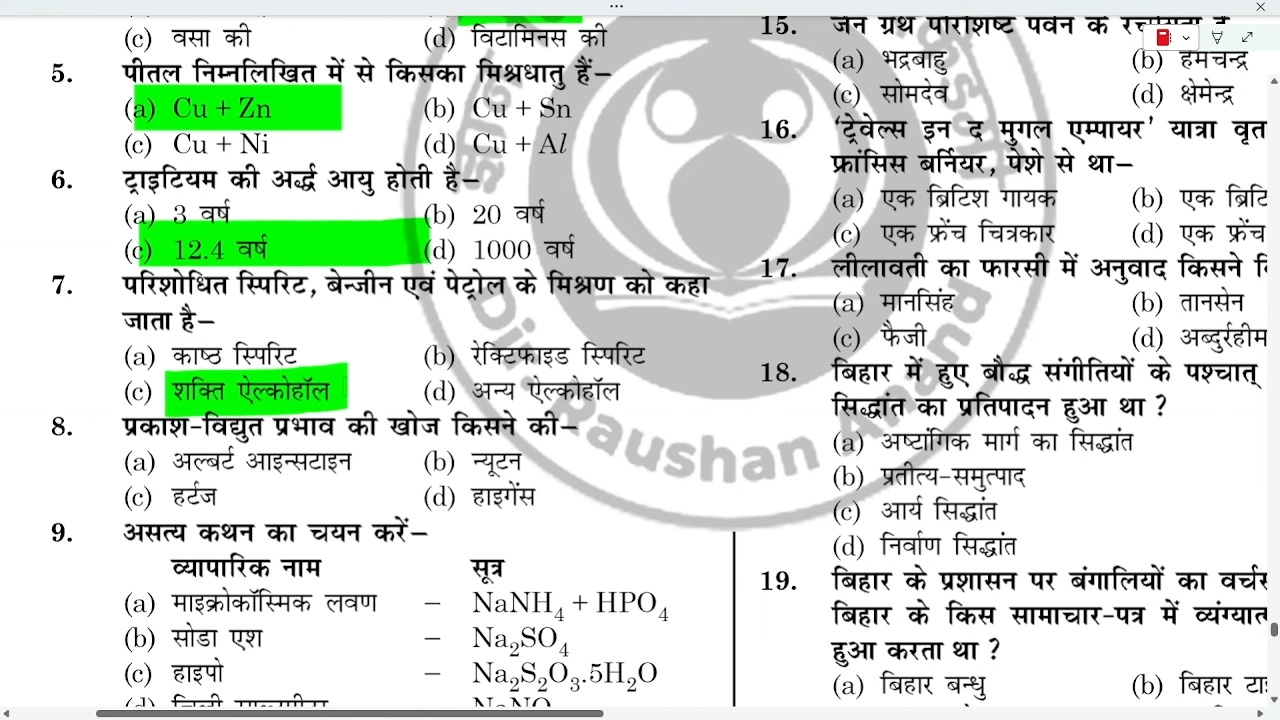 (c) वसा की (d) विटामिनस की
5. पीतल निम्नलिखित में से किसका मिश्रधातु हैं–
(a) Cu + Zn (b) Cu + Sn
(c) Cu + Ni (d) Cu + Al
6. ट्राइटियम की अर्द्ध आयु होती है–
(a) 3 वर्ष (b) 20 वर्ष
(c) 12.4 वर्ष (d) 1000 वर्ष
7. परिशोधित स्पिरिट, बेन्जीन एवं पेट्रोल के मिश्रण को कहा
जाता है–
(a) काष्ठ स्पिरिट (b) रेक्टिफाइड स्पिरिट
(c) शक्ति ऐल्कोहॉल (d) अन्य ऐल्कोहॉल
8. प्रकाश-विद्युत प्रभाव की खोज किसने की–
(a) अल्बर्ट आइन्सटाइन (b) न्यूटन
(c) हर्टज (d) हाइगेंस
9. असत्य कथन का चयन करें–
व्यापारिक नाम सूत्र
(a) माइक्रोकॉस्मिक लवण – NaNH₄ + HPO₄
(b) सोडा एश – Na₂SO₄
(c) हाइपो – Na₂S₂O₃.5H₂O
15. जैन ग्रंथ परिशिष्ट पर्वन के
(a) भद्रबाहु (b) हेमचन्द्र
(c) सोमदेव (d) क्षेमेन्द्र
16. ‘ट्रेवेल्स इन द मुगल एम्पायर’ यात्रा वृत
फ्रांसिस बर्नियर, पेशे से था–
(a) एक ब्रिटिश गायक (b) एक ब्रिटि
(c) एक फ्रेंच चित्रकार (d) एक फ्रेंच
17. लीलावती का फारसी में अनुवाद किसने
(a) मानसिंह (b) तानसेन
(c) फैजी (d) अब्दुर्रहीम
18. बिहार में हुए बौद्ध संगीतियों के पश्चात्
सिद्धांत का प्रतिपादन हुआ था ?
(a) अष्टांगिक मार्ग का सिद्धांत
(b) प्रतीत्य-समुत्पाद
(c) आर्य सिद्धांत
(d) निर्वाण सिद्धांत
19. बिहार के प्रशासन पर बंगालियों का वर्चस
बिहार के किस सामाचार-पत्र में व्यंग्यात
हुआ करता था ?
(a) बिहार बन्धु (b) बिहार टा
Dr. Raushan Anand